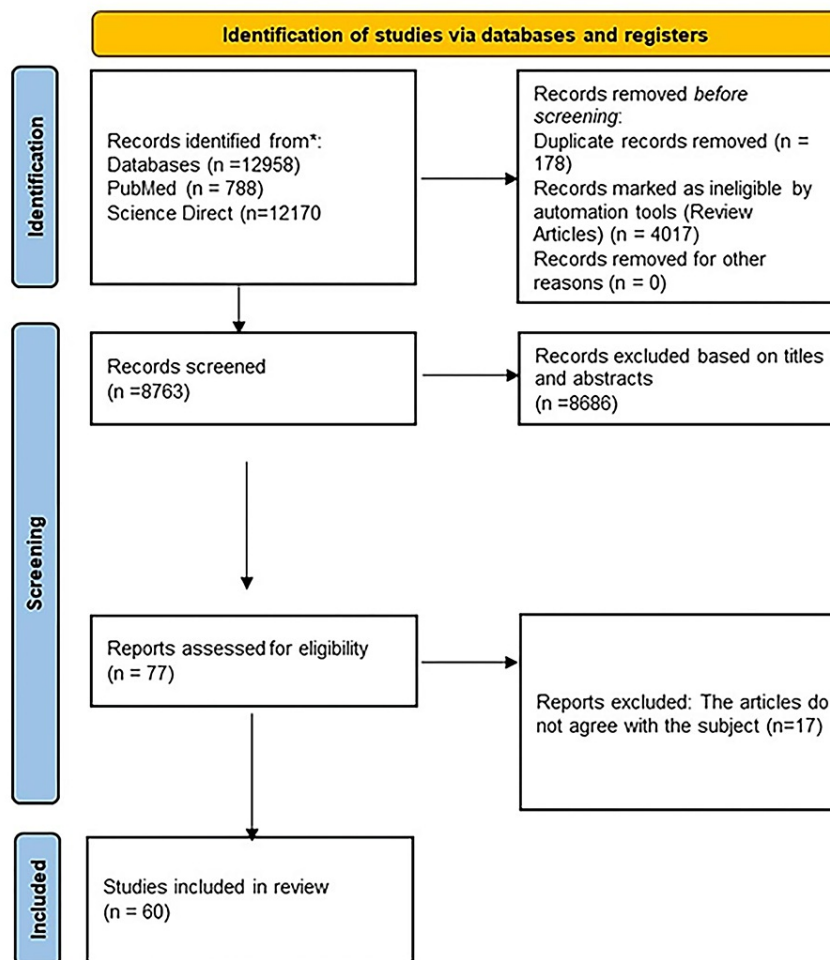 Identification of studies via databases and registers
Identification
Records identified from*:
Databases (n =12958)
PubMed (n = 788)
Science Direct (n=12170
Records removed before
screening:
Duplicate records removed (n =
178)
Records marked as ineligible by
automation tools (Review
Articles) (n = 4017)
Records removed for other
reasons (n = 0)
Screening
Records screened
(n =8763)
Records excluded based on titles
and abstracts
(n =8686)
Reports assessed for eligibility
(n = 77)
Reports excluded: The articles do
not agree with the subject (n=17)
Included
Studies included in review
(n = 60)